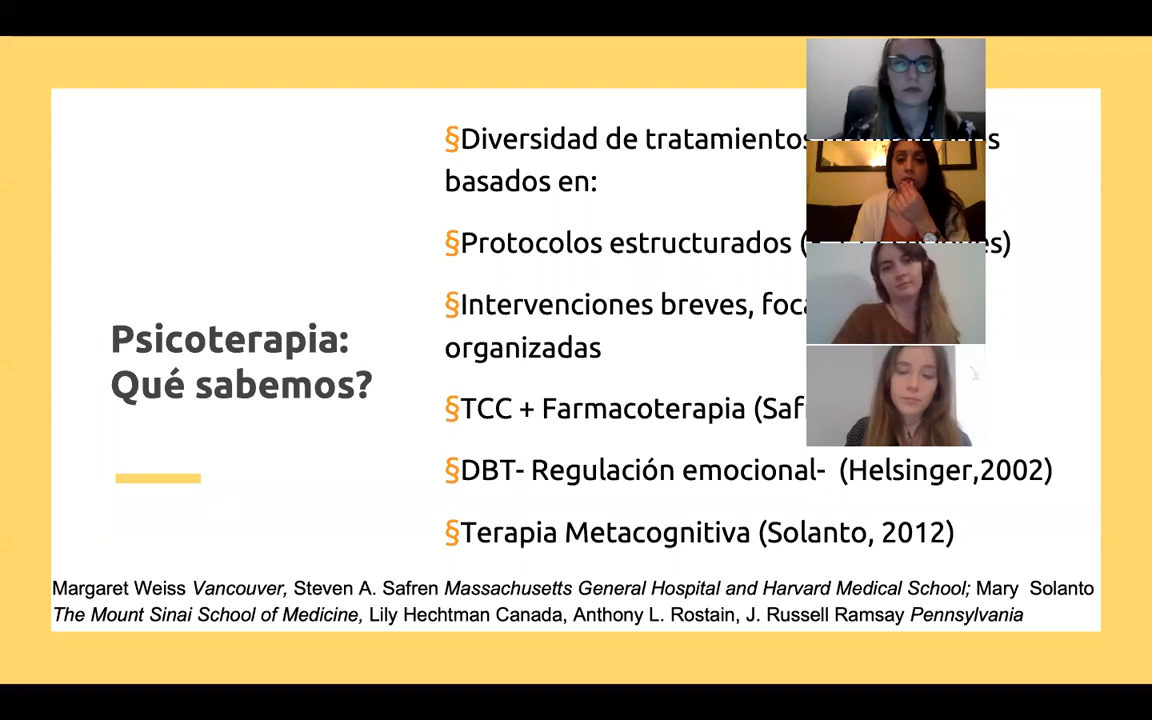 Psicoterapia:
Qué sabemos?
§Diversidad de tratamientos
basados en:
§Protocolos estructurados (
§Intervenciones breves,
organizadas
§TCC + Farmacoterapia
§DBT- Regulación emocional- (Helsinger,2002)
§Terapia Metacognitiva (Solanto, 2012)
Margaret Weiss Vancouver, Steven A. Safren Massachusetts General Hospital and Harvard Medical School; Mary Solanto
The Mount Sinai School of Medicine, Lily Hechtman Canada, Anthony L. Rostain, J. Russell Ramsay Pennsylvania